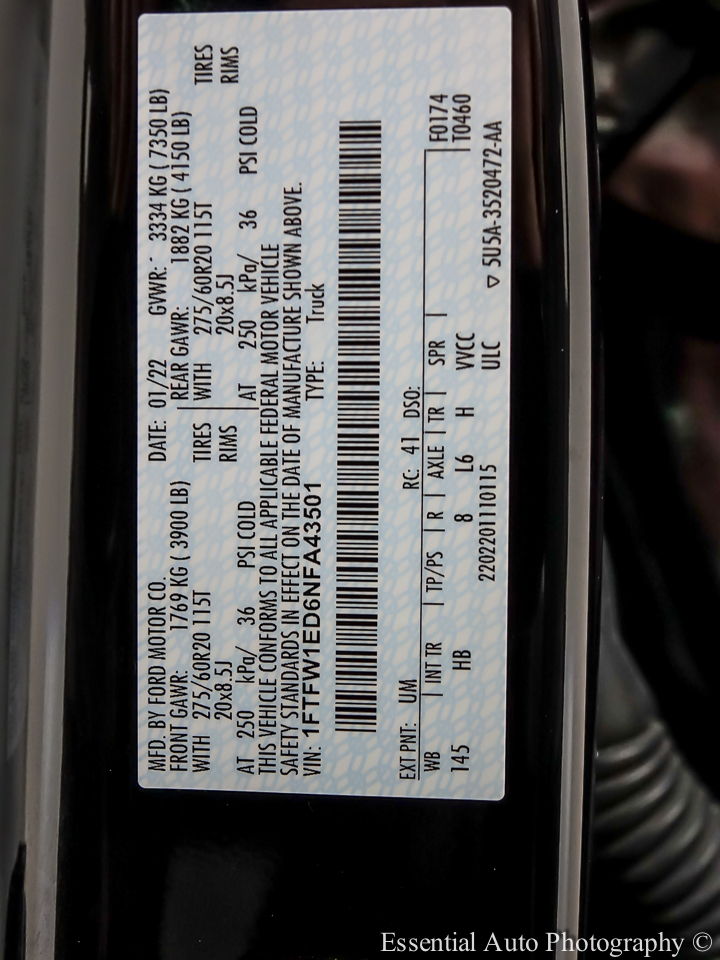 MFD. BY FORD MOTOR CO. DATE: 01/22 GVWR: 3334 KG ( 7350 LB)
FRONT GAWR: 1769 KG ( 3900 LB) REAR GAWR: 1882 KG ( 4150 LB)
WITH 275/60R20 115T TIRES WITH 275/60R20 115T TIRES
20x8.5J RIMS 20x8.5J RIMS
AT 250 kPa/ 36 PSI COLD AT 250 kPa/ 36 PSI COLD
THIS VEHICLE CONFORMS TO ALL APPLICABLE FEDERAL MOTOR VEHICLE
SAFETY STANDARDS IN EFFECT ON THE DATE OF MANUFACTURE SHOWN ABOVE.
VIN: 1FTFW1ED6NFA43501 TYPE: Truck
EXT PNT: UM RC: 41 DSO: F0174
WB | INT TR | TP/PS | R | AXLE | TR | SPR T0460
145 HB 8 L6 H VVCC
2202201110115 ULC ▽ 5U5A-3520472-AA
Essential Auto Photography ©